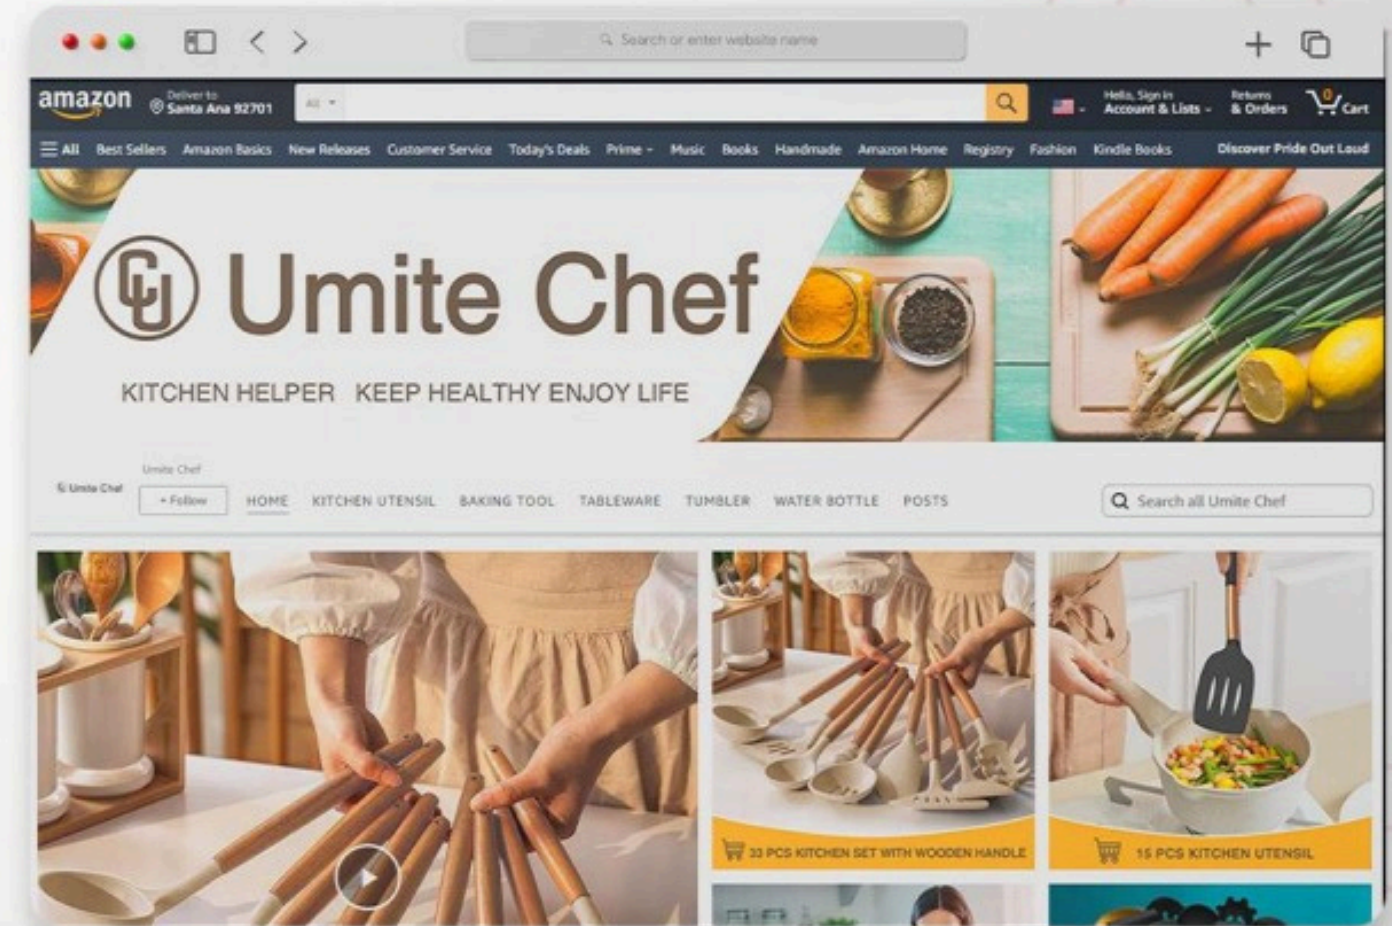 Search or enter website name
amazon
Deliver to
Santa Ana 92701
All
Hello, Sign in
Account & Lists
Returns
& Orders
0
Cart
All Best Sellers Amazon Basics New Releases Customer Service Today's Deals Prime Music Books Handmade Amazon Home Registry Fashion Kindle Books Discover Pride Out Loud
Umite Chef
KITCHEN HELPER KEEP HEALTHY ENJOY LIFE
Umite Chef
Umite Chef
+ Follow
HOME KITCHEN UTENSIL BAKING TOOL TABLEWARE TUMBLER WATER BOTTLE POSTS
Search all Umite Chef
33 PCS KITCHEN SET WITH WOODEN HANDLE
15 PCS KITCHEN UTENSIL